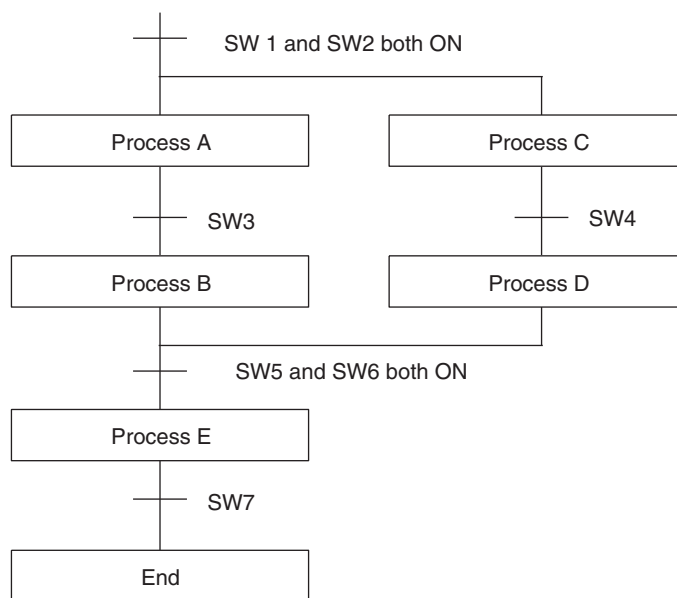 SW 1 and SW2 both ON
Process A
Process C
SW3
SW4
Process B
Process D
SW5 and SW6 both ON
Process E
SW7
End